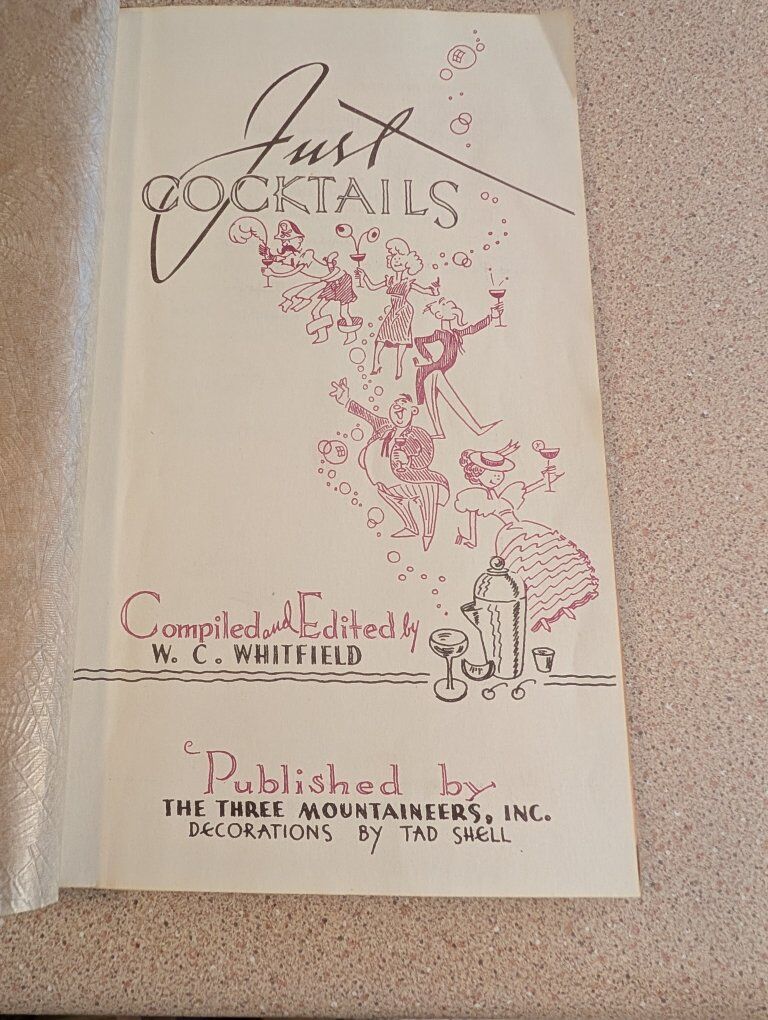 Just
COCKTAILS
Compiled and Edited by
W. C. WHITFIELD
Published by
THE THREE MOUNTAINEERS, INC.
DECORATIONS BY TAD SHELL